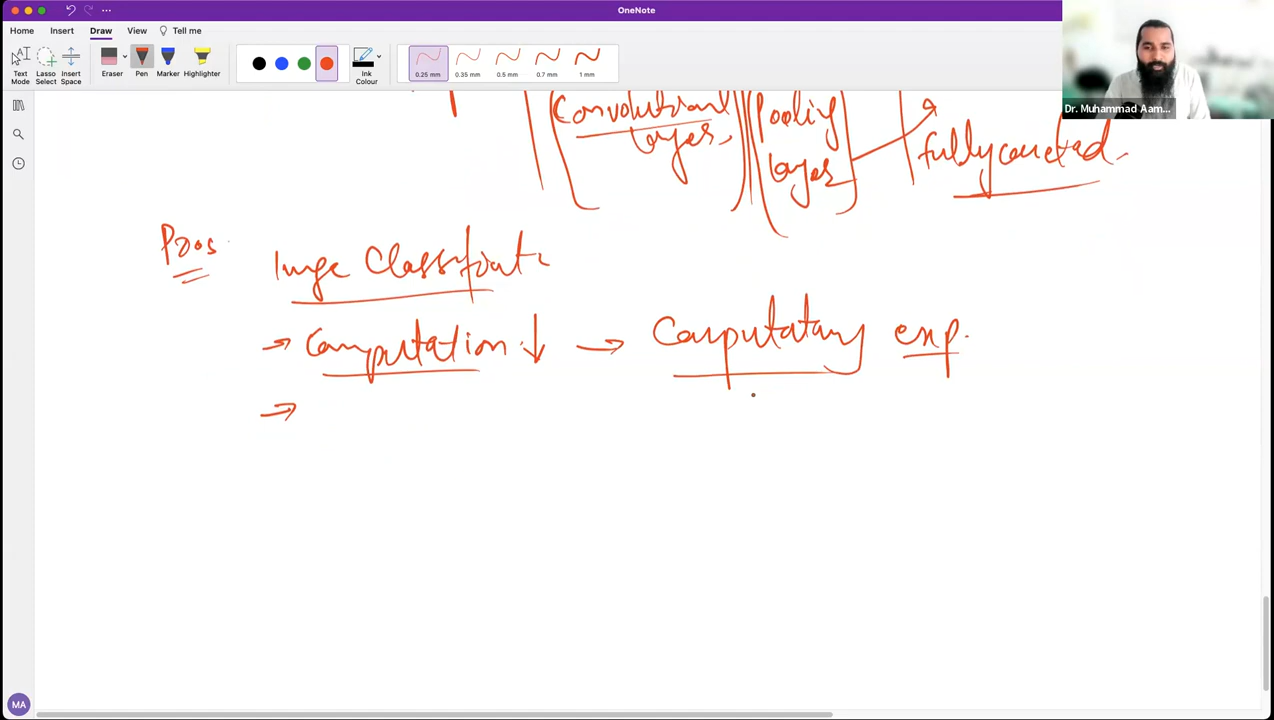 OneNote
Home Insert Draw View Tell me
Text Mode
Lasso Select
Insert Space
Eraser
Pen
Marker
Highlighter
Ink Colour
0.25 mm
0.35 mm
0.5 mm
0.7 mm
1 mm
Dr. Muhammad Aam...
Convolutional layers,
Pooling layer
fully connected
Pros
Image Classificati
→ Computation ↓ → Computatary exp.
→
MA